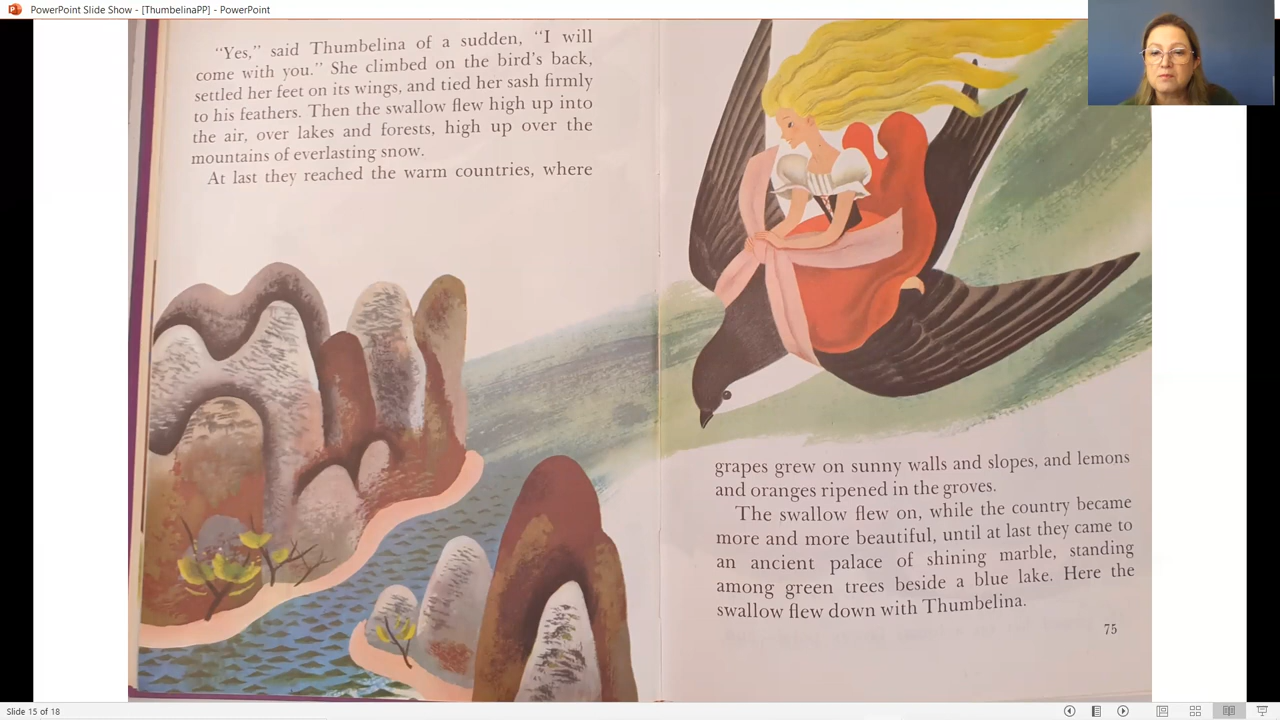 PowerPoint Slide Show - [ThumbelinaPP] - PowerPoint
“Yes,” said Thumbelina of a sudden, “I will
come with you.” She climbed on the bird's back,
settled her feet on its wings, and tied her sash firmly
to his feathers. Then the swallow flew high up into
the air, over lakes and forests, high up over the
mountains of everlasting snow.
At last they reached the warm countries, where
grapes grew on sunny walls and slopes, and lemons
and oranges ripened in the groves.
The swallow flew on, while the country became
more and more beautiful, until at last they came to
an ancient palace of shining marble, standing
among green trees beside a blue lake. Here the
swallow flew down with Thumbelina.
75
Slide 15 of 18